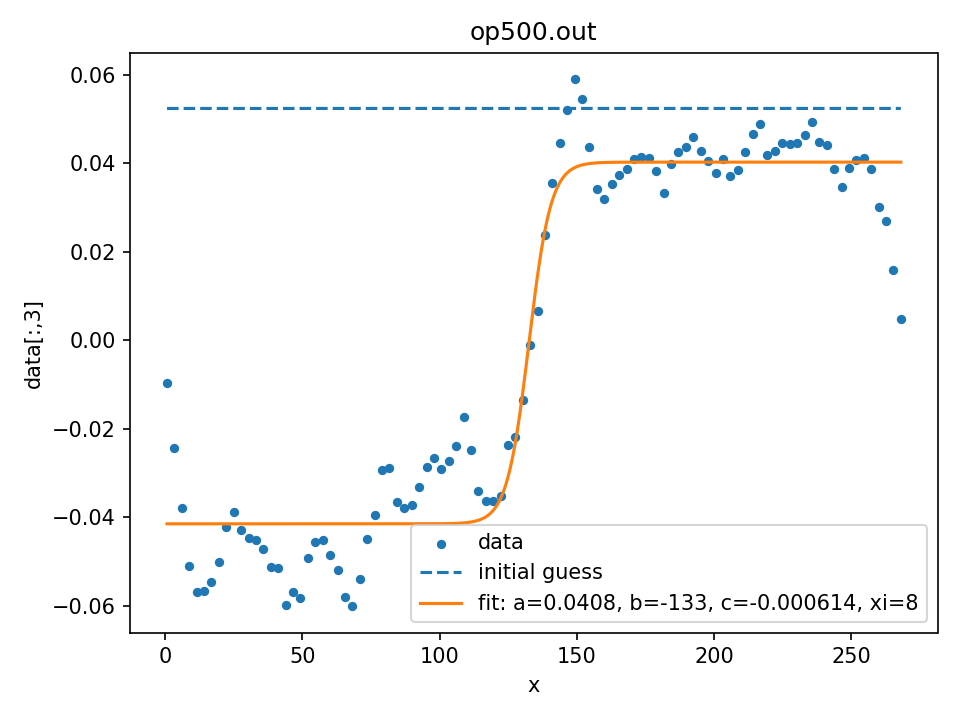 op500.out
data[:,3]
0.06
0.04
0.02
0.00
−0.02
−0.04
−0.06
data
initial guess
fit: a=0.0408, b=-133, c=-0.000614, xi=8
0 50 100 150 200 250
x